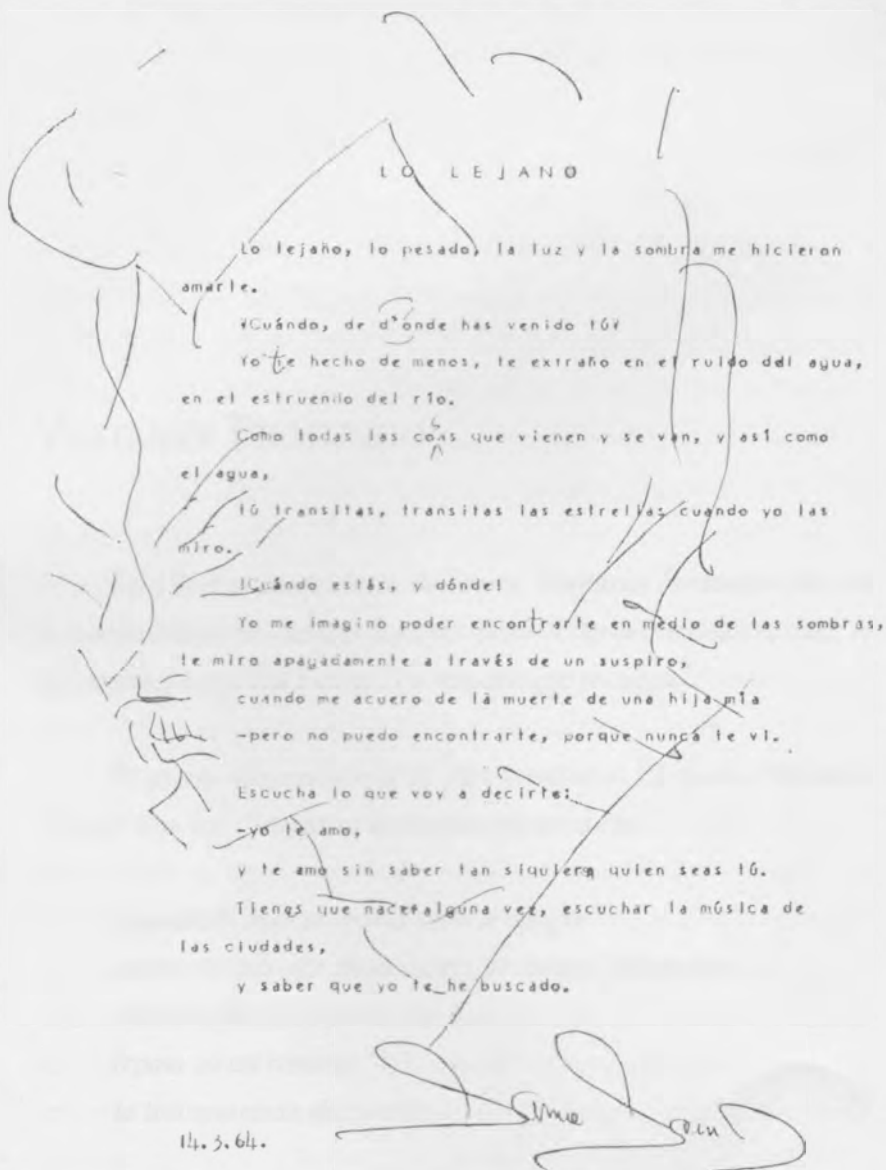 LO LEJANO
Lo lejano, lo pesado, la luz y la sombra me hicieron
amarte.
¿Cuándo, de d'onde has venido tú?
Yo te hecho de menos, te extraño en el ruido del agua,
en el estruendo del río.
Como todas las cosas que vienen y se van, y así como
el agua,
tú transitas, transitas las estrellas cuando yo las
miro.
!Cuándo estás, y dónde!
Yo me imagino poder encontrarte en medio de las sombras,
te miro apagadamente a través de un suspiro,
cuando me acuero de la muerte de una hija mía
-pero no puedo encontrarte, porque nunca te vi.
Escucha lo que voy a decirte:
-yo te amo,
y te amo sin saber tan siquiera quien seas tú.
Tienes que nacer alguna vez, escuchar la música de
las ciudades,
y saber que yo te he buscado.
Jaime Saenz
14.3.64.